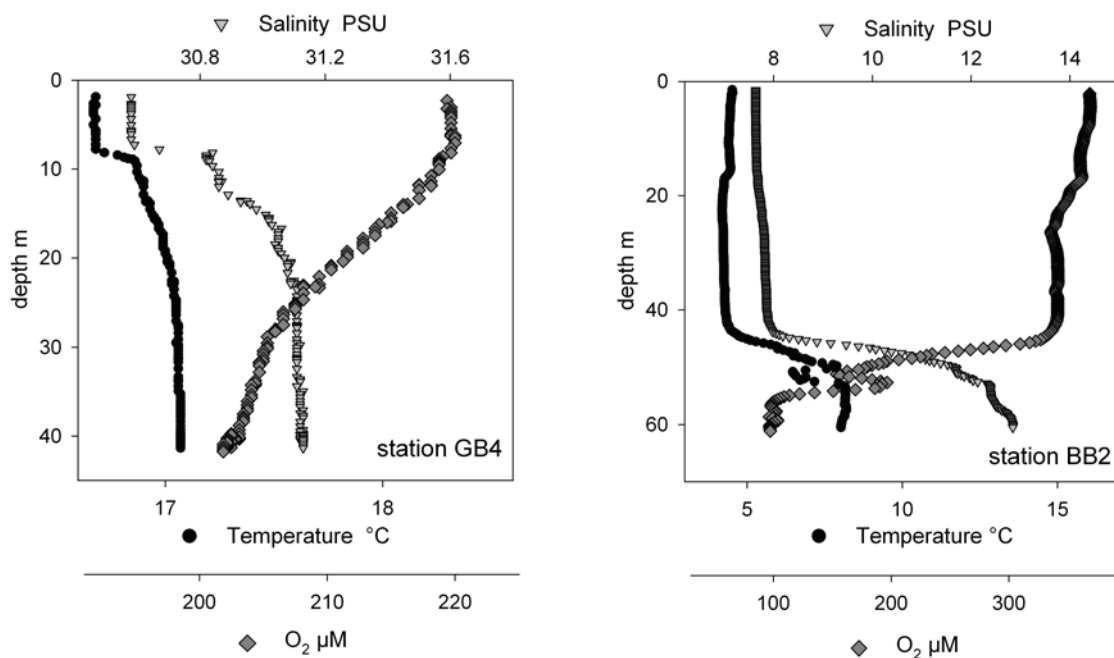 Salinity PSU
30.8 31.2 31.6
0
10
20
30
40
depth m
station GB4
17 18
Temperature °C
200 210 220
O2 µM
Salinity PSU
8 10 12 14
0
20
40
60
depth m
station BB2
5 10 15
Temperature °C
100 200 300
O2 µM